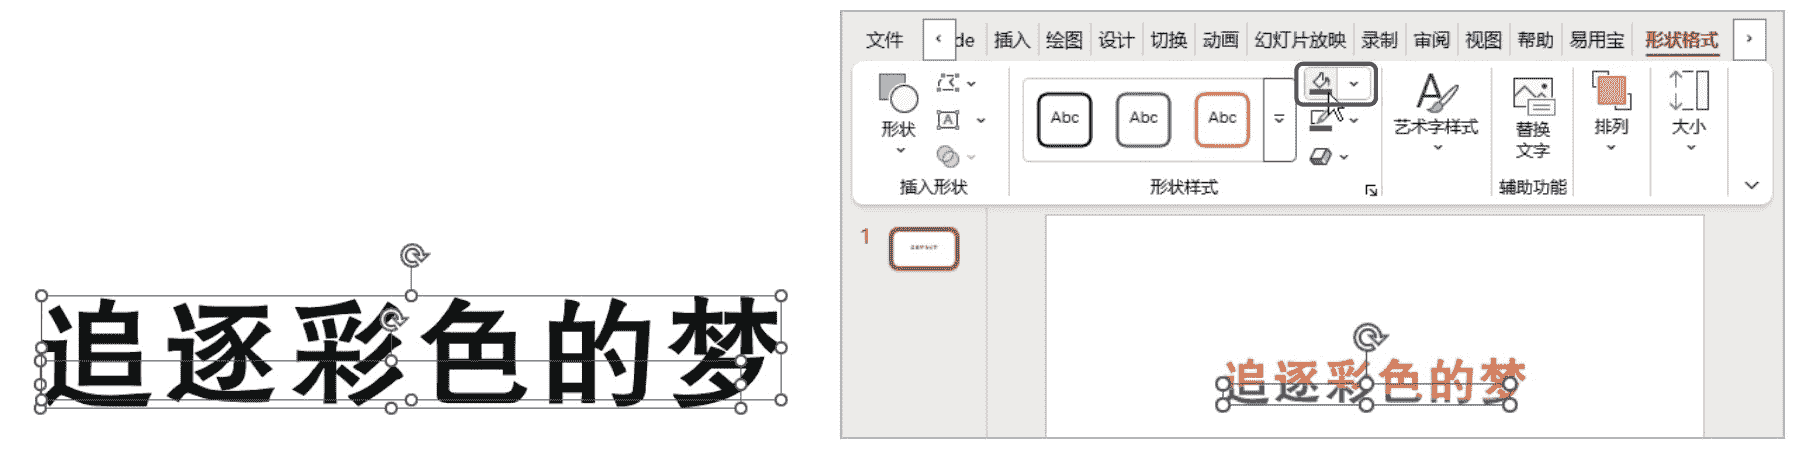 追逐彩色的梦
文件 de 插入 绘图 设计 切换 动画 幻灯片放映 录制 审阅 视图 帮助 易用宝 形状格式
形状
A
Abc Abc Abc
艺术字样式
替换
文字
排列
大小
插入形状
形状样式
辅助功能
1
追逐彩色的梦